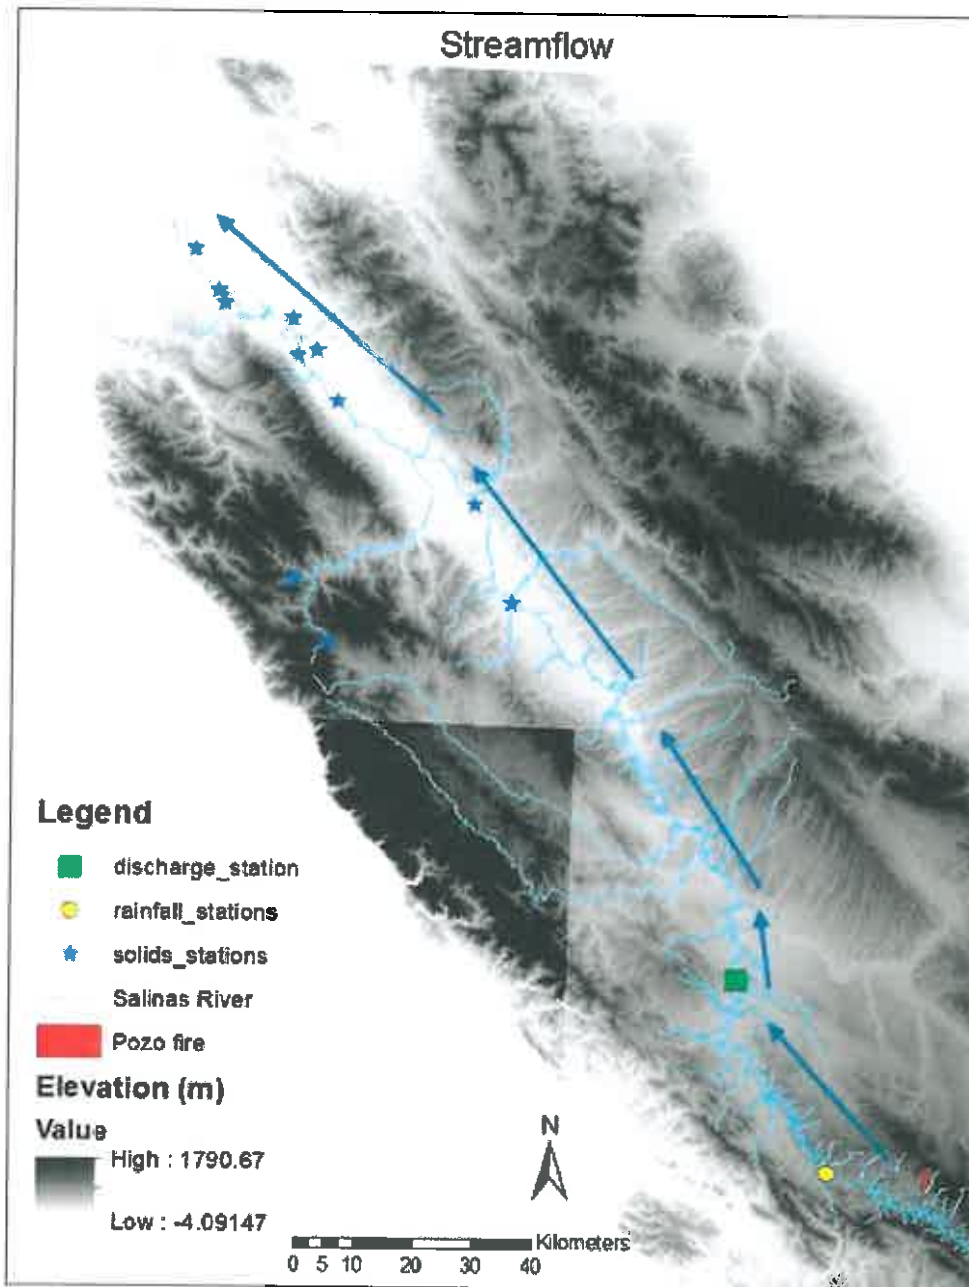 Streamflow
Legend
discharge_station
rainfall_stations
solids_stations
Salinas River
Pozo fire
Elevation (m)
Value
High : 1790.67
Low : -4.09147
N
Kilometers
0 5 10 20 30 40